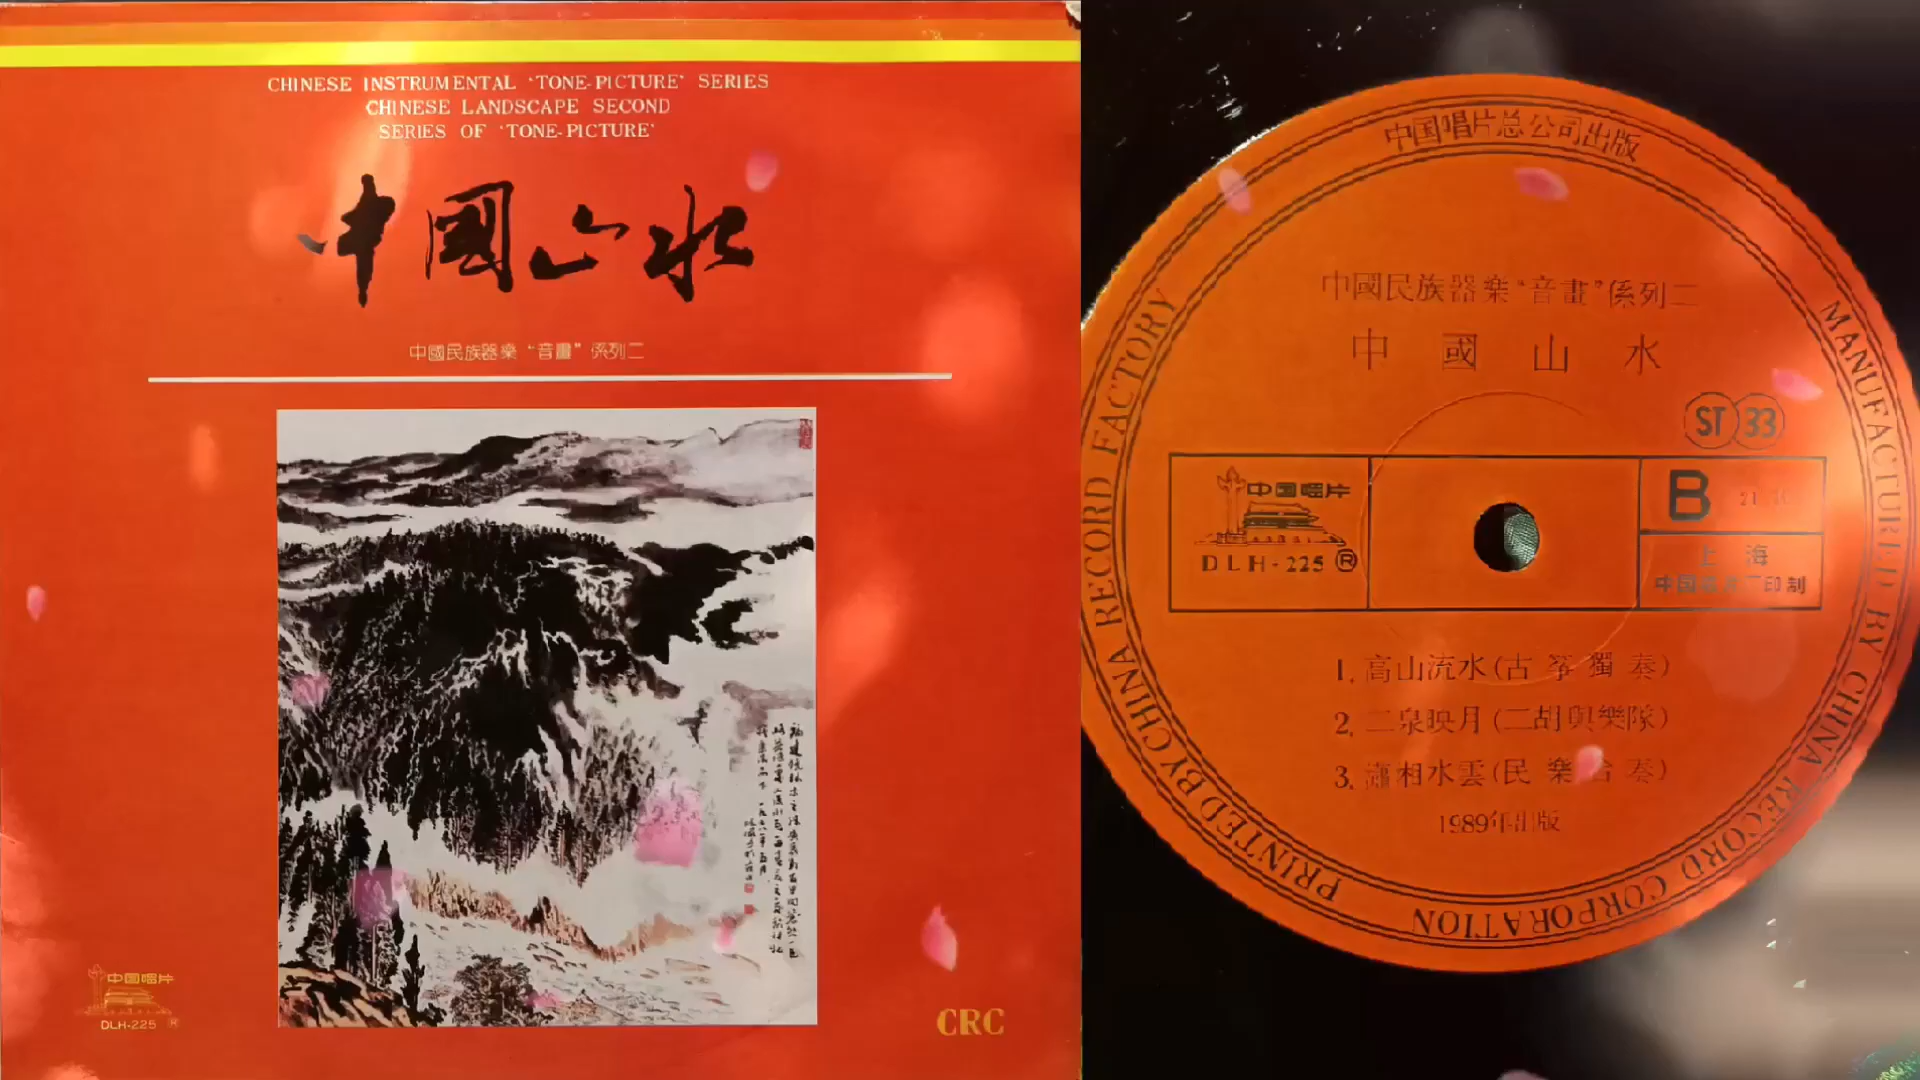 CHINESE INSTRUMENTAL ‘TONE-PICTURE’ SERIES
CHINESE LANDSCAPE SECOND
SERIES OF ‘TONE-PICTURE’
中國山水
中國民族器樂“音畫”係列二
中国唱片
DLH-225 R
CRC
中国唱片总公司出版
中國民族器樂“音畫”係列二
中國山水
ST 33
中国唱片
DLH-225 R
B
上海
1. 高山流水(古筝獨奏)
2. 二泉映月(二胡與樂隊)
3. 瀟相水雲(民樂合奏)
1989年出版
MANUFACTURED BY CHINA RECORD CORPORATION
PRINTED BY CHINA RECORD FACTORY